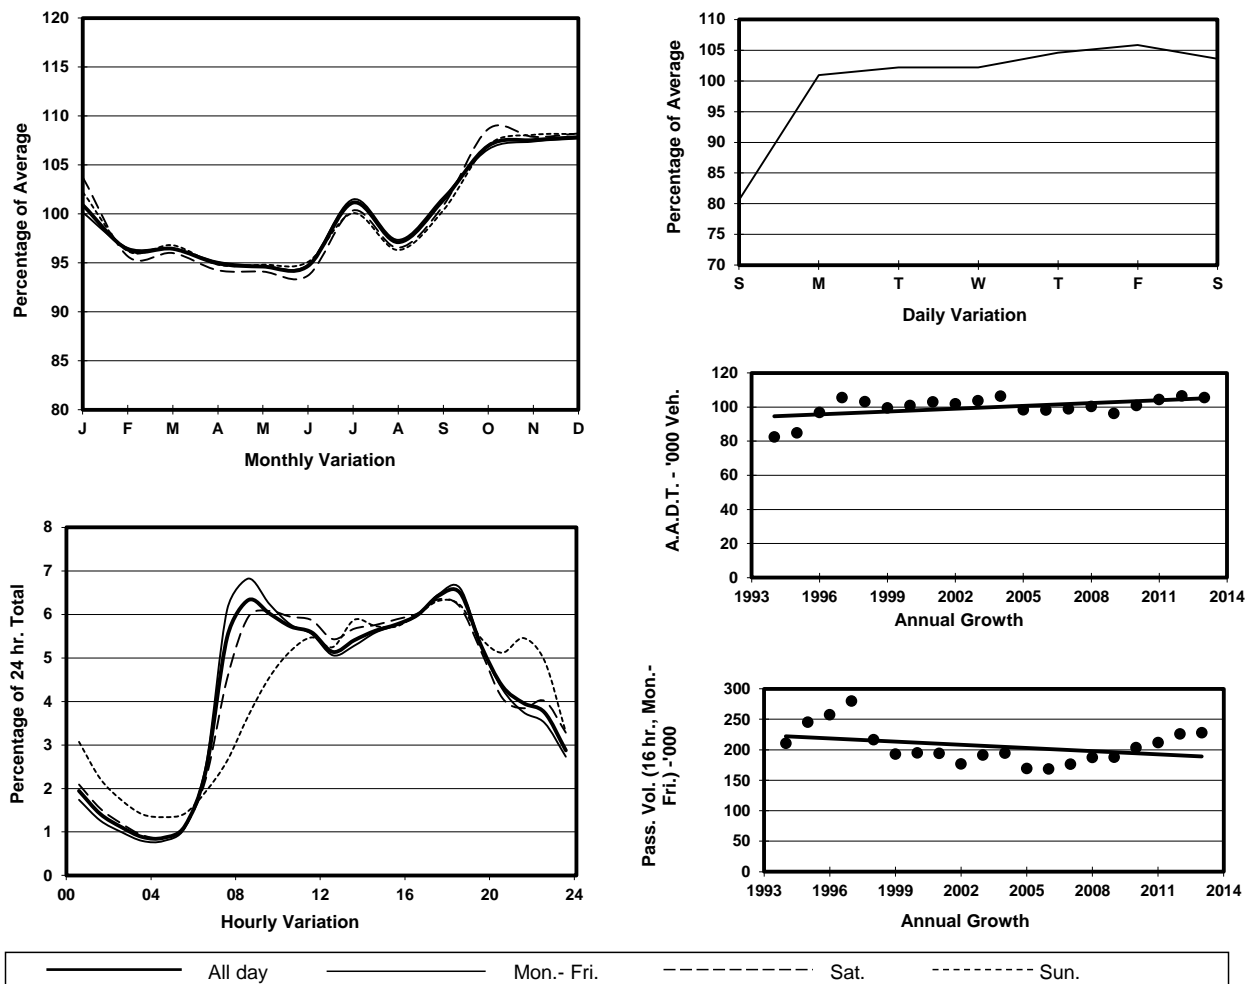 120
115
110
105
100
95
90
85
80
Percentage of Average
J F M A M J J A S O N D
Monthly Variation
110
105
100
95
90
85
80
75
70
Percentage of Average
S M T W T F S
Daily Variation
120
100
80
60
40
20
0
A.A.D.T. - '000 Veh.
1993 1996 1999 2002 2005 2008 2011 2014
Annual Growth
8
7
6
5
4
3
2
1
0
Percentage of 24 hr. Total
00 04 08 12 16 20 24
Hourly Variation
300
250
200
150
100
50
0
Pass. Vol. (16 hr., Mon.-
Fri.) -'000
1993 1996 1999 2002 2005 2008 2011 2014
Annual Growth
All day Mon.- Fri. Sat. Sun.